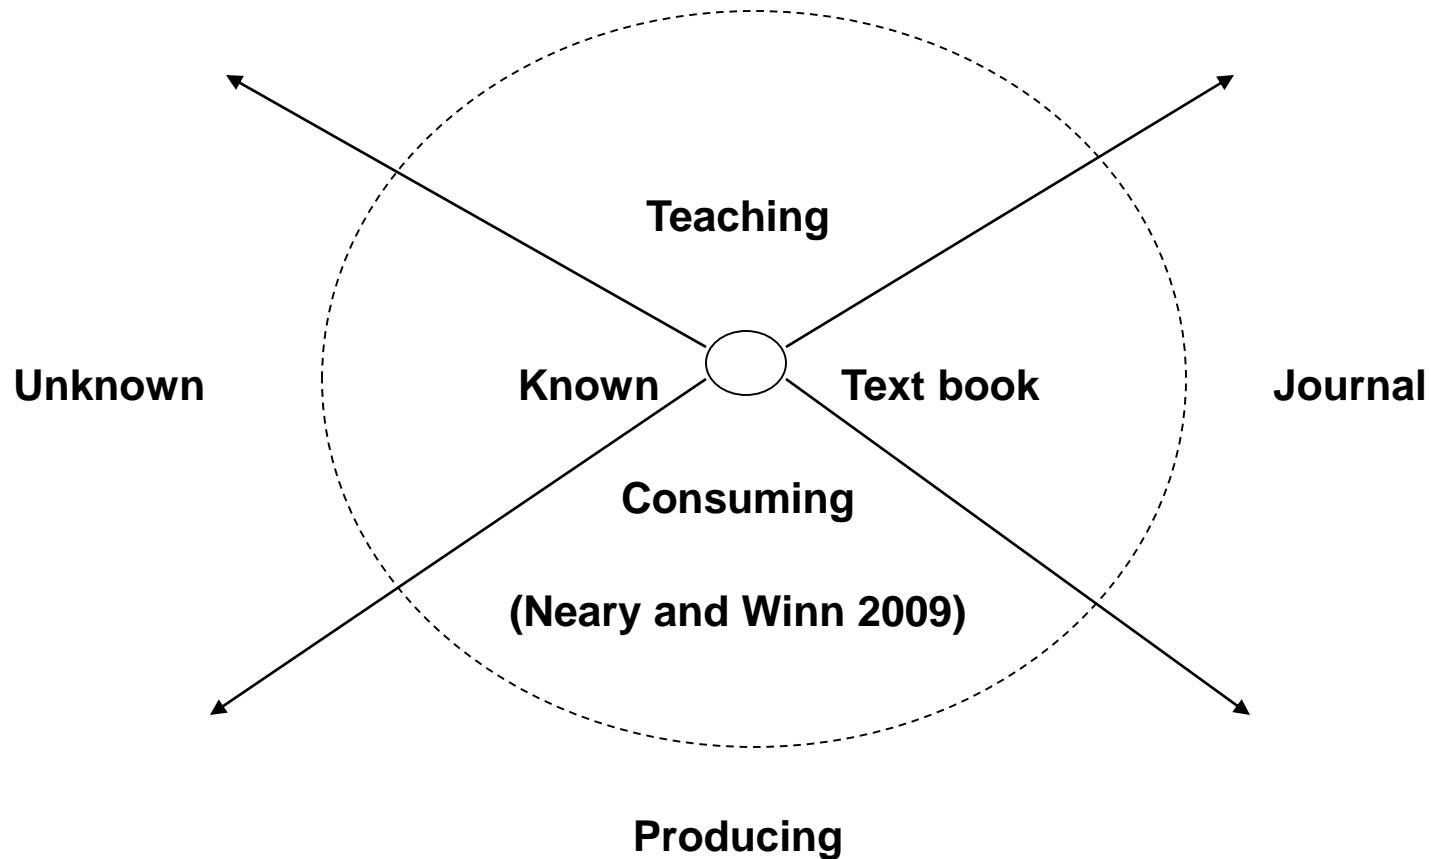 Teaching
Unknown Known Text book Journal
Consuming
(Neary and Winn 2009)
Producing